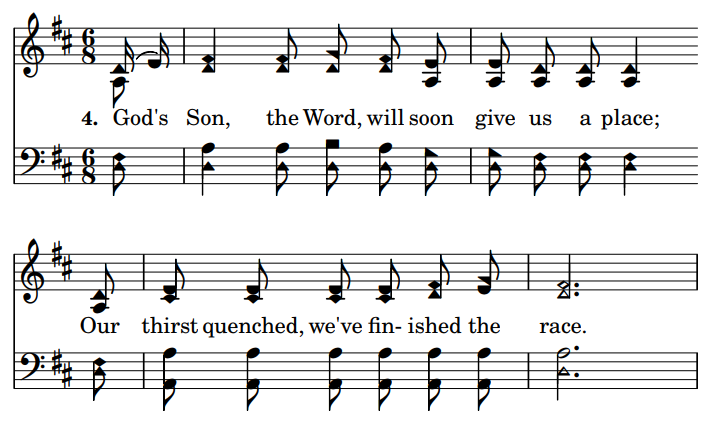 4. God's Son, the Word, will soon give us a place;
Our thirst quenched, we've fin- ished the race.